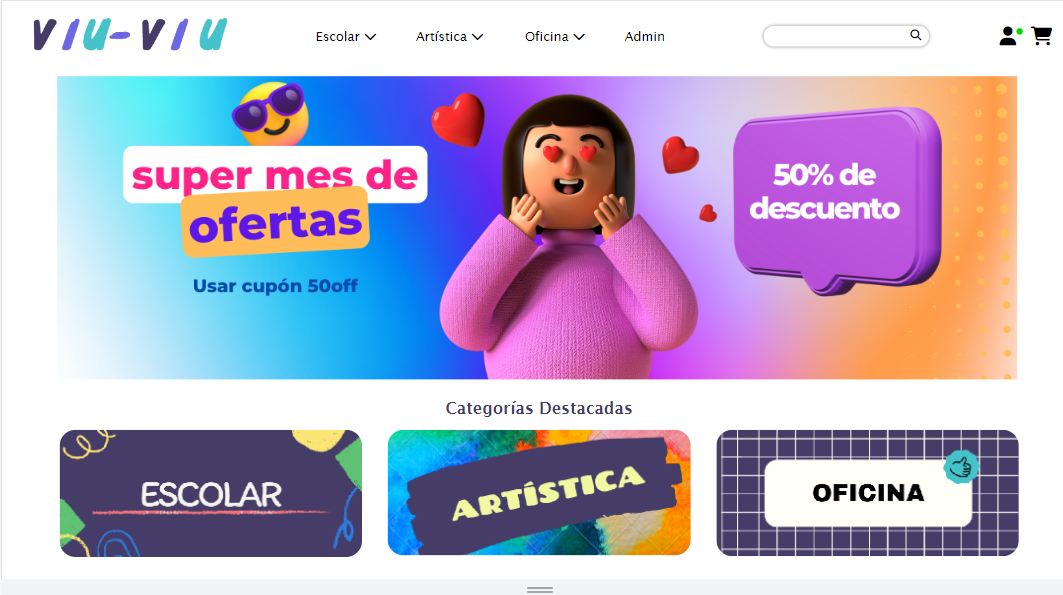 VIU-VIU
Escolar
Artística
Oficina
Admin
super mes de
ofertas
Usar cupón 50off
50% de
descuento
Categorías Destacadas
ESCOLAR
ARTÍSTICA
OFICINA